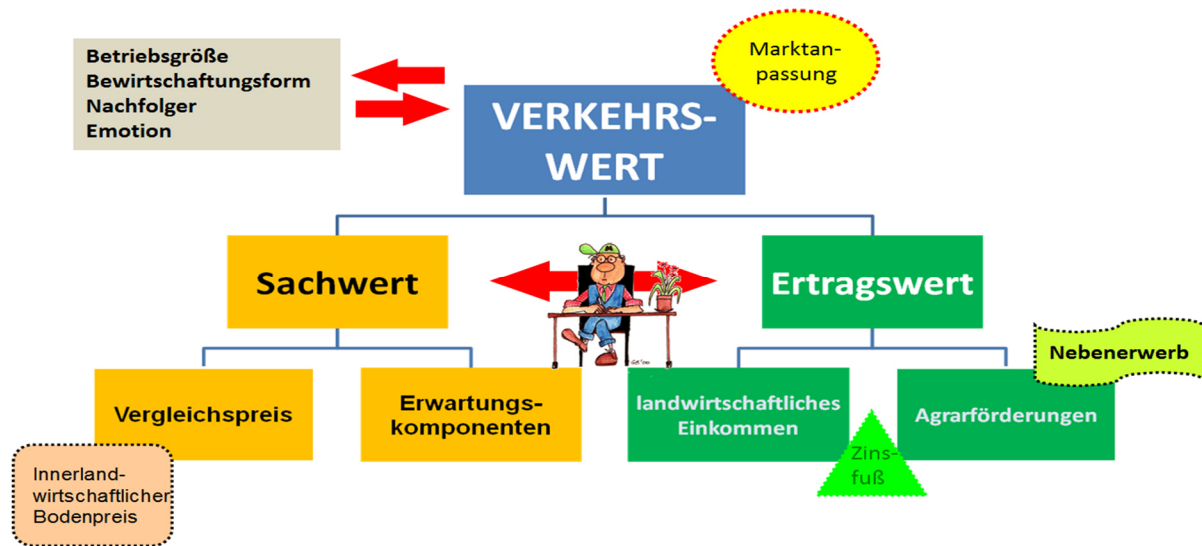 Betriebsgröße
Bewirtschaftungsform
Nachfolger
Emotion
Marktan-
passung
VERKEHRS-
WERT
Sachwert
Ertragswert
Nebenerwerb
Vergleichspreis
Erwartungs-
komponenten
landwirtschaftliches
Einkommen
Agrarförderungen
Zins-
fuß
Innerland-
wirtschaftlicher
Bodenpreis